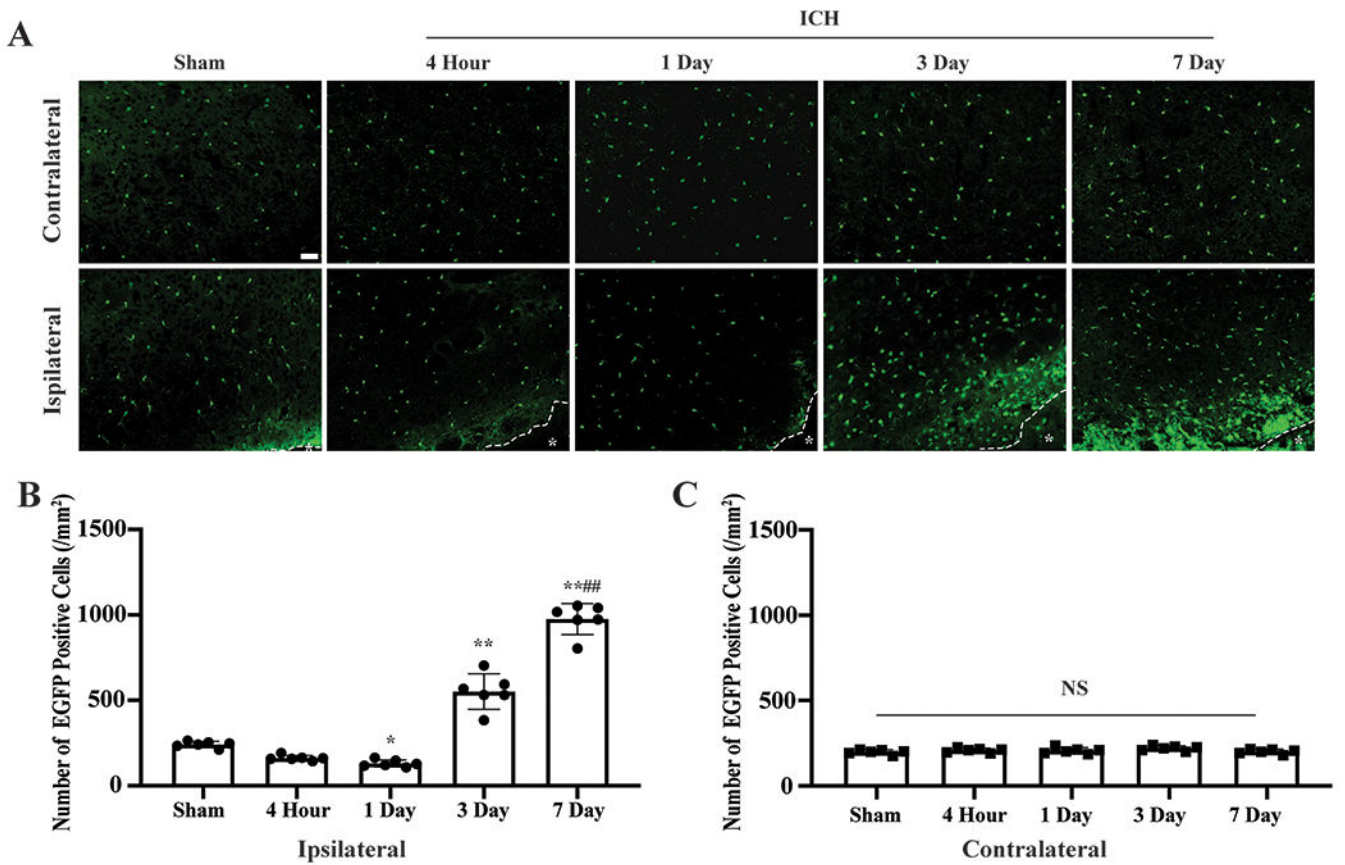 A
ICH
Sham 4 Hour 1 Day 3 Day 7 Day
Contralateral
Ispilateral
*
*
*
*
*
B
Number of EGFP Positive Cells (/mm²)
1500
1000
500
0
*
**
**##
Sham 4 Hour 1 Day 3 Day 7 Day
Ipsilateral
C
Number of EGFP Positive Cells (/mm²)
1500
1000
500
0
NS
Sham 4 Hour 1 Day 3 Day 7 Day
Contralateral